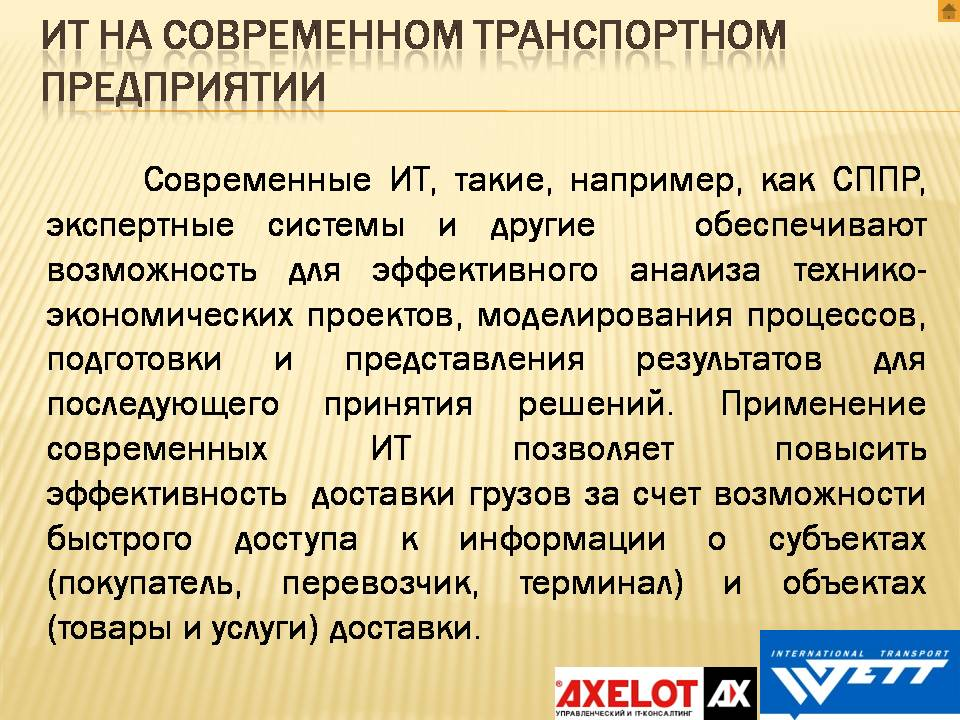 ИТ НА СОВРЕМЕННОМ ТРАНСПОРТНОМ
ПРЕДПРИЯТИИ
Современные ИТ, такие, например, как СППР,
экспертные системы и другие обеспечивают
возможность для эффективного анализа технико-
экономических проектов, моделирования процессов,
подготовки и представления результатов для
последующего принятия решений. Применение
современных ИТ позволяет повысить
эффективность доставки грузов за счет возможности
быстрого доступа к информации о субъектах
(покупатель, перевозчик, терминал) и объектах
(товары и услуги) доставки.
®AXELOT AX
УПРАВЛЕНЧЕСКИЙ И IT-КОНСАЛТИНГ
INTERNATIONAL TRANSPORT
WETT